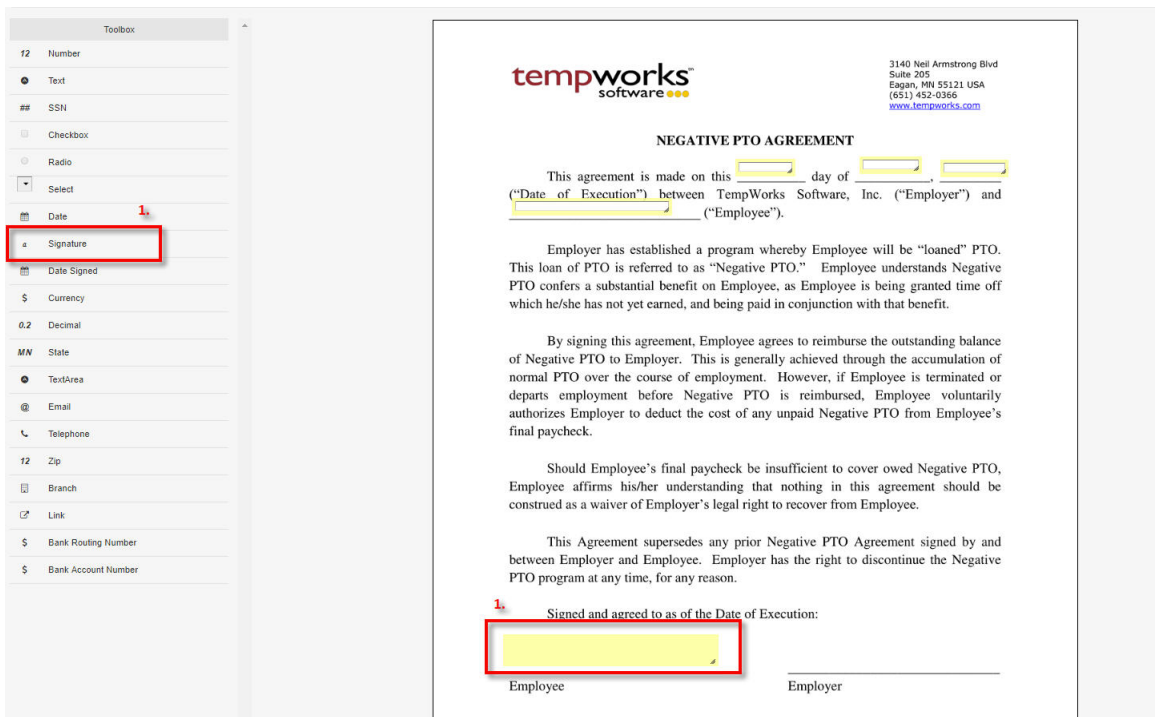 Toolbox
12 Number
Text
## SSN
Checkbox
Radio
Select
Date
1.
a Signature
Date Signed
$ Currency
0.2 Decimal
MN State
TextArea
@ Email
Telephone
12 Zip
Branch
Link
$ Bank Routing Number
$ Bank Account Number
tempworks
software
3140 Neil Armstrong Blvd
Suite 205
Eagan, MN 55121 USA
(651) 452-0366
www.tempworks.com
NEGATIVE PTO AGREEMENT
This agreement is made on this __________ day of ___________, __________
(“Date of Execution”) between TempWorks Software, Inc. (“Employer”) and
____________________________ (“Employee”).
Employer has established a program whereby Employee will be “loaned” PTO.
This loan of PTO is referred to as “Negative PTO.” Employee understands Negative
PTO confers a substantial benefit on Employee, as Employee is being granted time off
which he/she has not yet earned, and being paid in conjunction with that benefit.
By signing this agreement, Employee agrees to reimburse the outstanding balance
of Negative PTO to Employer. This is generally achieved through the accumulation of
normal PTO over the course of employment. However, if Employee is terminated or
departs employment before Negative PTO is reimbursed, Employee voluntarily
authorizes Employer to deduct the cost of any unpaid Negative PTO from Employee’s
final paycheck.
Should Employee’s final paycheck be insufficient to cover owed Negative PTO,
Employee affirms his/her understanding that nothing in this agreement should be
construed as a waiver of Employer’s legal right to recover from Employee.
This Agreement supersedes any prior Negative PTO Agreement signed by and
between Employer and Employee. Employer has the right to discontinue the Negative
PTO program at any time, for any reason.
1.
Signed and agreed to as of the Date of Execution:
Employee Employer